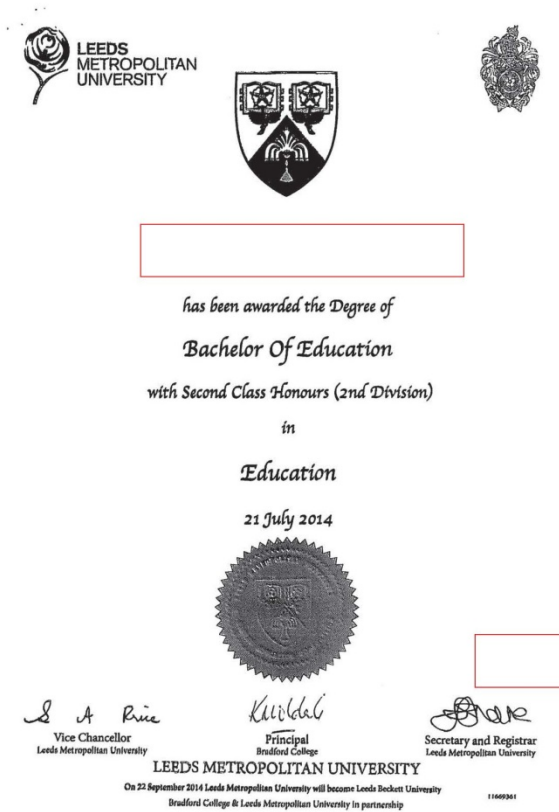 LEEDS
METROPOLITAN
UNIVERSITY
has been awarded the Degree of
Bachelor Of Education
with Second Class Honours (2nd Division)
in
Education
21 July 2014
S A Price
Vice Chancellor
Leeds Metropolitan University
Principal
Bradford College
Secretary and Registrar
Leeds Metropolitan University
LEEDS METROPOLITAN UNIVERSITY
On 22 September 2014 Leeds Metropolitan University will become Leeds Beckett University
Bradford College & Leeds Metropolitan University in partnership
11669361